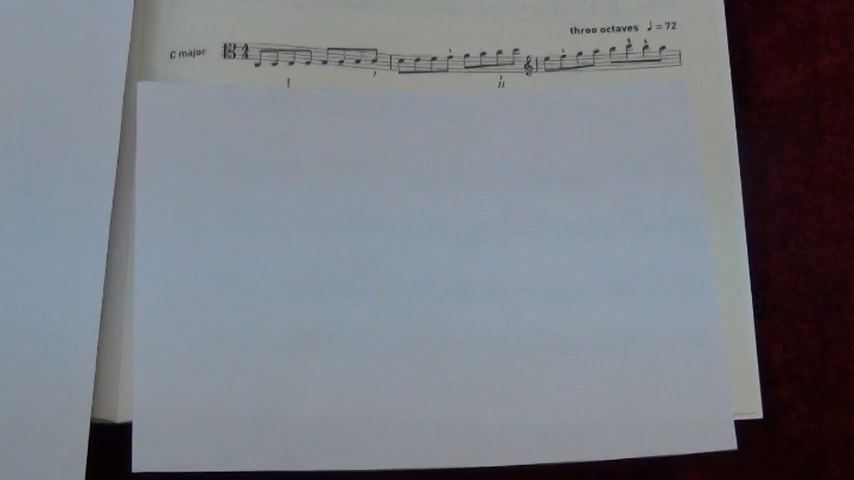 three octaves ♩ = 72
C major